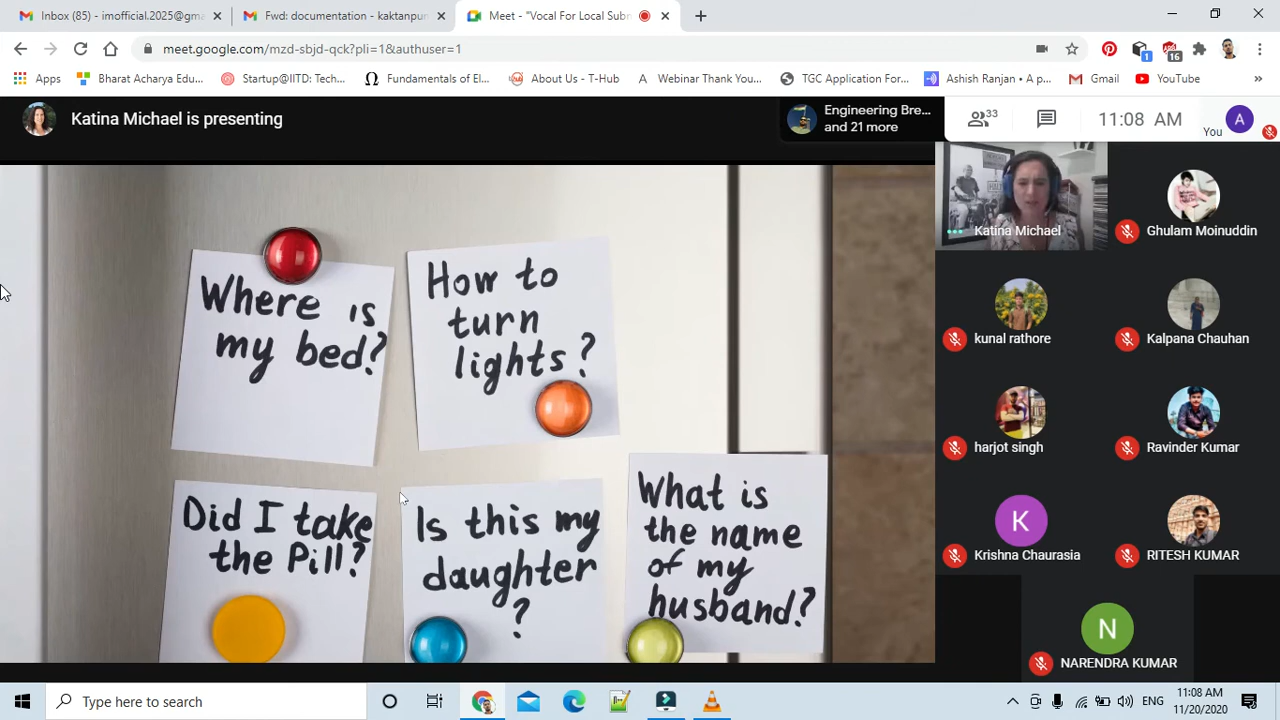 Inbox (85) - imofficial.2025@gma
Fwd: documentation - kaktanpur
Meet - "Vocal For Local Subm
meet.google.com/mzd-sbjd-qck?pli=1&authuser=1
1
16
Apps
Bharat Acharya Edu...
Startup@IITD: Tech...
Fundamentals of El...
About Us - T-Hub
Webinar Thank You...
TGC Application For...
Ashish Ranjan • A p...
Gmail
YouTube
Katina Michael is presenting
Engineering Bre...
and 21 more
33
11:08 AM
You
A
Where is
my bed?
How to
turn
lights?
Did I take
the Pill?
Is this my
daughter
?
What is
the name
of my
husband?
Katina Michael
Ghulam Moinuddin
kunal rathore
Kalpana Chauhan
harjot singh
Ravinder Kumar
K
Krishna Chaurasia
RITESH KUMAR
N
NARENDRA KUMAR
Type here to search
ENG
11:08 AM
11/20/2020